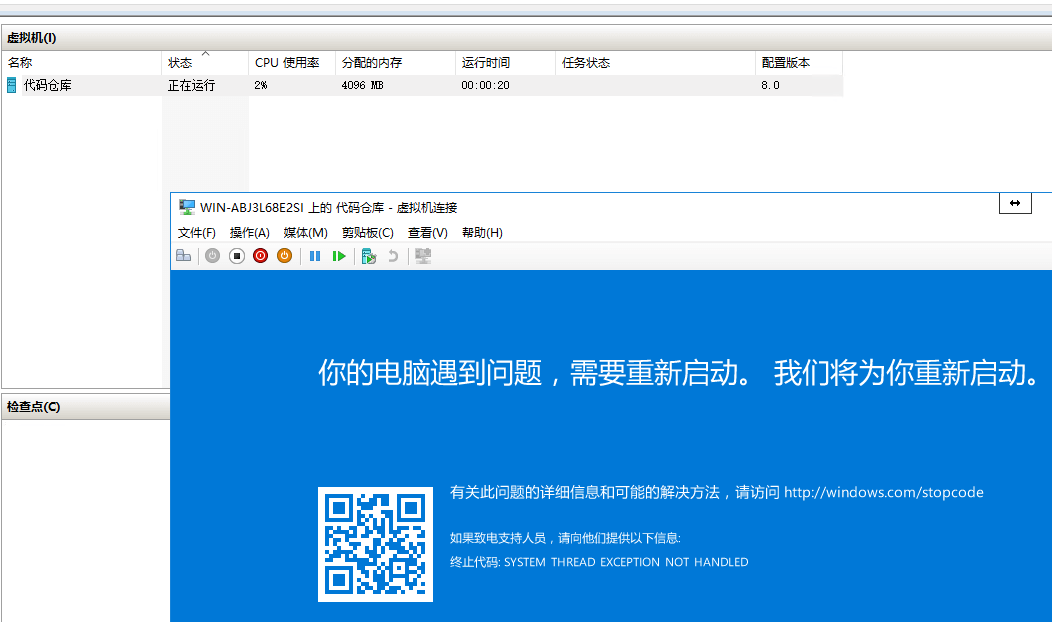 虚拟机(I)
名称 状态 CPU 使用率 分配的内存 运行时间 任务状态 配置版本
代码仓库 正在运行 2% 4096 MB 00:00:20 8.0
WIN-ABJ3L68E2SI 上的 代码仓库 - 虚拟机连接
文件(F) 操作(A) 媒体(M) 剪贴板(C) 查看(V) 帮助(H)
你的电脑遇到问题，需要重新启动。 我们将为你重新启动。
检查点(C)
有关此问题的详细信息和可能的解决方法，请访问 http://windows.com/stopcode
如果致电支持人员，请向他们提供以下信息:
终止代码: SYSTEM THREAD EXCEPTION NOT HANDLED